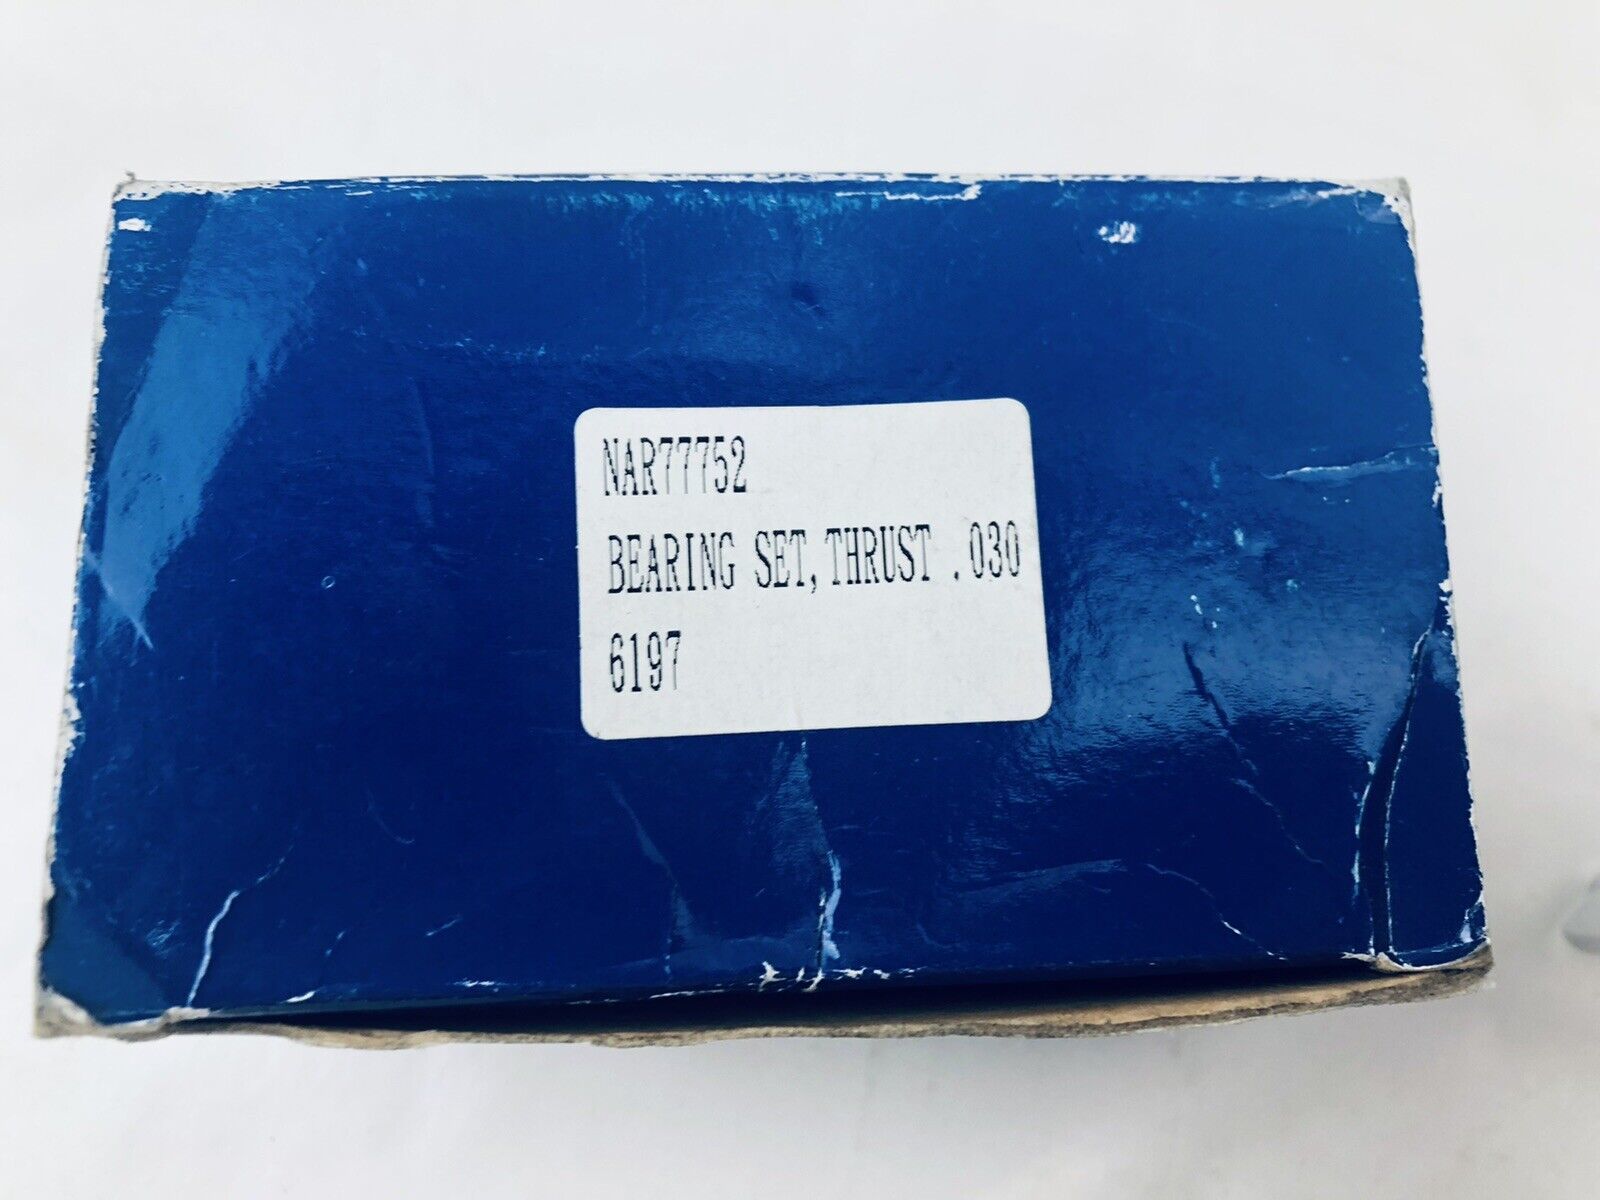 NAR77752
BEARING SET, THRUST .030
6197